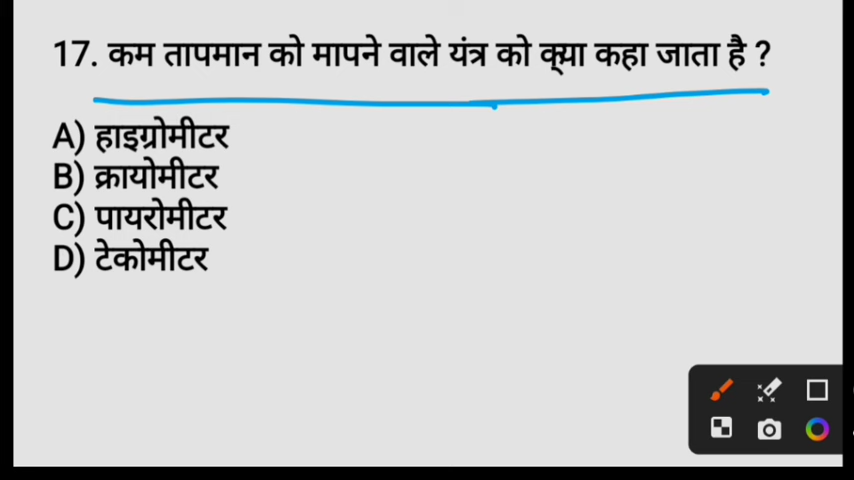 17. कम तापमान को मापने वाले यंत्र को क्या कहा जाता है ?
A) हाइग्रोमीटर
B) क्रायोमीटर
C) पायरोमीटर
D) टेकोमीटर